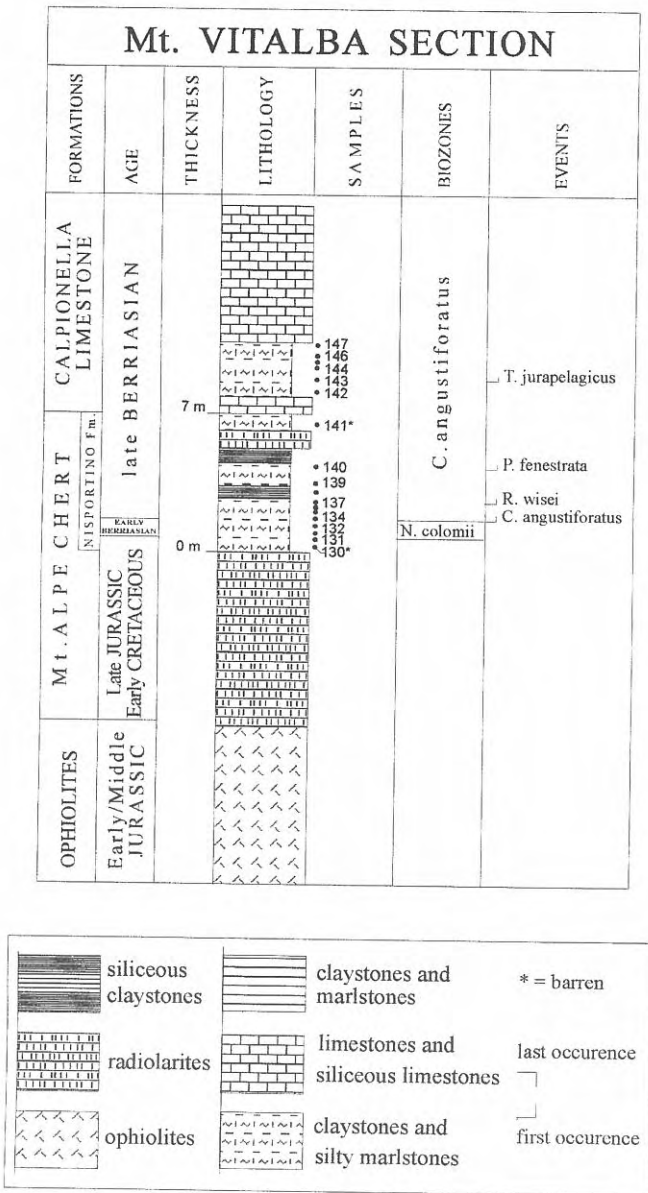 Mt. VITALBA SECTION
FORMATIONS
AGE
THICKNESS
LITHOLOGY
SAMPLES
BIOZONES
EVENTS
CALPIONELLA
LIMESTONE
Mt. ALPE CHERT
NISPORTINO Fm.
OPHIOLITES
late BERRIASIAN
EARLY
BERRIASIAN
Late JURASSIC
Early CRETACEOUS
Early/Middle
JURASSIC
7 m
0 m
147
146
144
143
142
141*
140
139
137
134
132
131
130*
C. angustiforatus
N. colomii
T. jurapelagicus
P. fenestrata
R. wisei
C. angustiforatus
siliceous
claystones
radiolarites
ophiolites
claystones and
marlstones
limestones and
siliceous limestones
claystones and
silty marlstones
* = barren
last occurence
first occurence